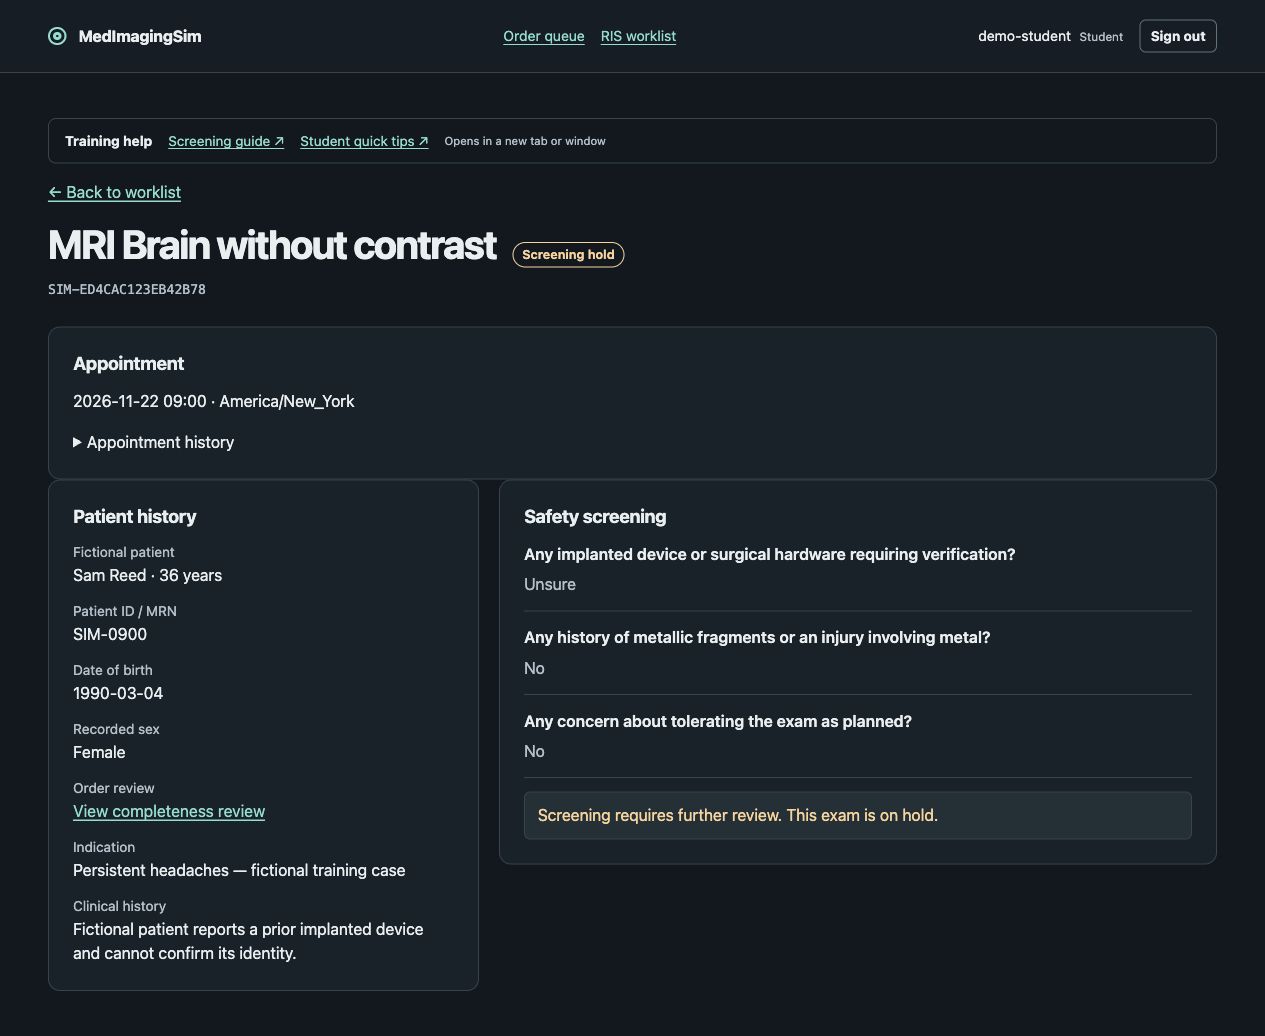 MedImagingSim
Order queue
RIS worklist
demo-student Student
Sign out
Training help
Screening guide ↗
Student quick tips ↗
Opens in a new tab or window
← Back to worklist
MRI Brain without contrast
Screening hold
SIM-ED4CAC123EB42B78
Appointment
2026-11-22 09:00 · America/New_York
▶ Appointment history
Patient history
Fictional patient
Sam Reed · 36 years
Patient ID / MRN
SIM-0900
Date of birth
1990-03-04
Recorded sex
Female
Order review
View completeness review
Indication
Persistent headaches — fictional training case
Clinical history
Fictional patient reports a prior implanted device
and cannot confirm its identity.
Safety screening
Any implanted device or surgical hardware requiring verification?
Unsure
Any history of metallic fragments or an injury involving metal?
No
Any concern about tolerating the exam as planned?
No
Screening requires further review. This exam is on hold.